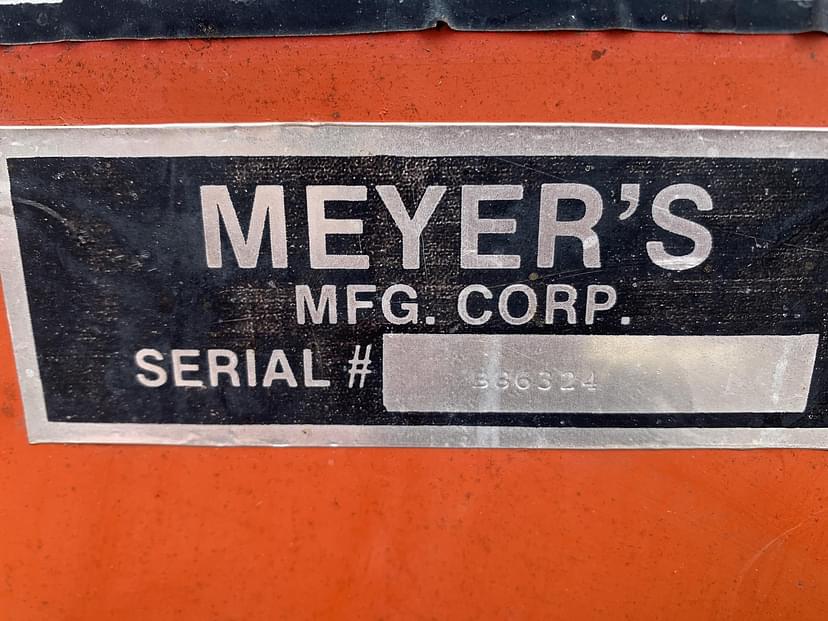 MEYER'S
MFG. CORP.
SERIAL #